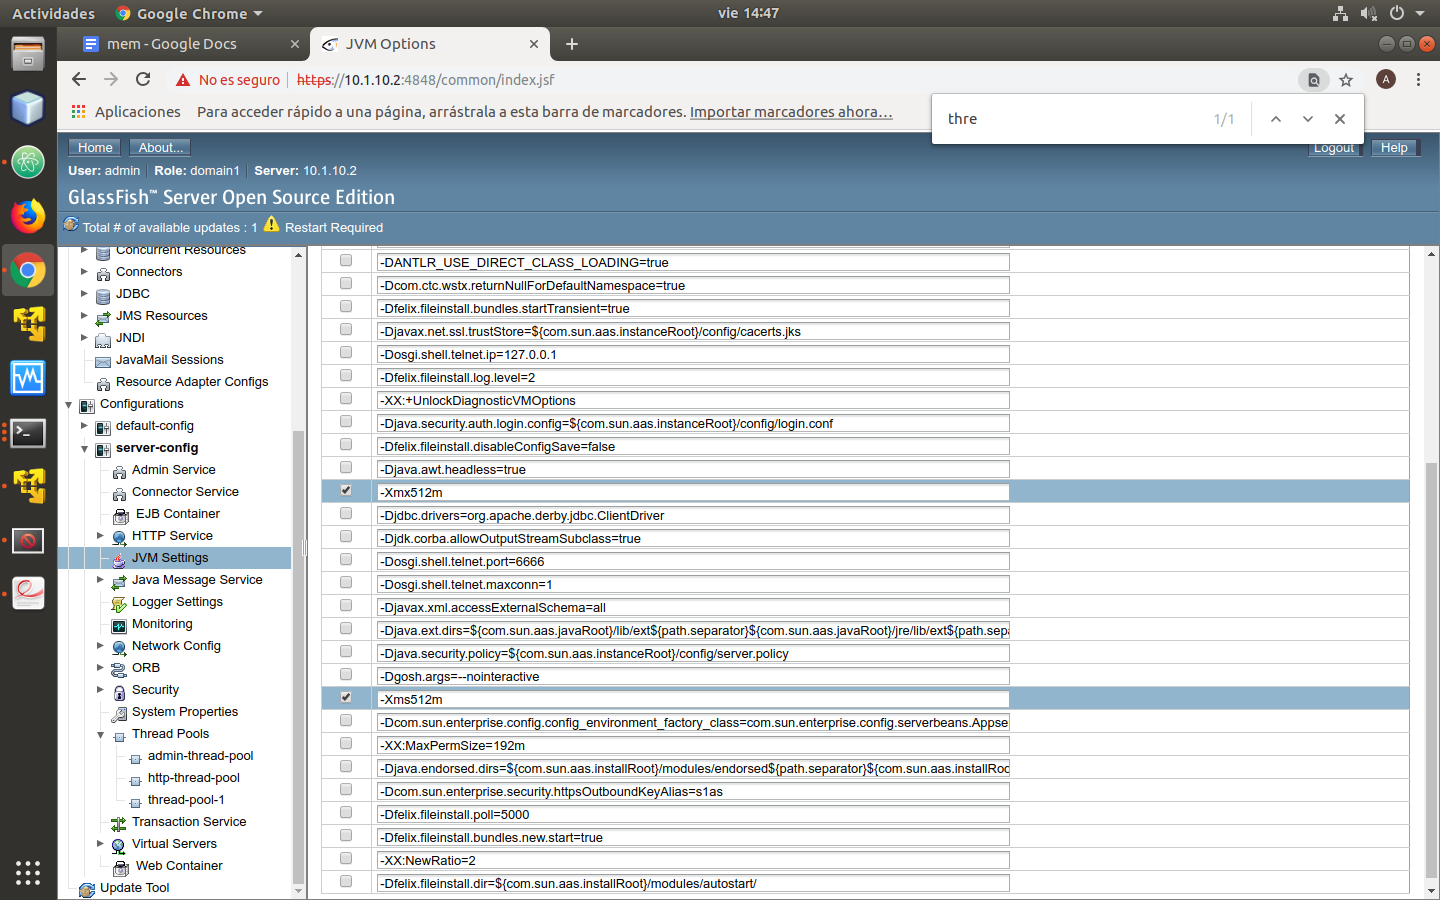 Actividades
Google Chrome
vie 14:47
mem - Google Docs
JVM Options
No es seguro
https://10.1.10.2:4848/common/index.jsf
A
Aplicaciones
Para acceder rápido a una página, arrástrala a esta barra de marcadores. Importar marcadores ahora…
thre
1/1
Home
About...
Logout
Help
User: admin
Role: domain1
Server: 10.1.10.2
GlassFish™ Server Open Source Edition
Total # of available updates : 1
Restart Required
Concurrent Resources
Connectors
JDBC
JMS Resources
JNDI
JavaMail Sessions
Resource Adapter Configs
Configurations
default-config
server-config
Admin Service
Connector Service
EJB Container
HTTP Service
JVM Settings
Java Message Service
Logger Settings
Monitoring
Network Config
ORB
Security
System Properties
Thread Pools
admin-thread-pool
http-thread-pool
thread-pool-1
Transaction Service
Virtual Servers
Web Container
Update Tool
-DANTLR_USE_DIRECT_CLASS_LOADING=true
-Dcom.ctc.wstx.returnNullForDefaultNamespace=true
-Dfelix.fileinstall.bundles.startTransient=true
-Djavax.net.ssl.trustStore=${com.sun.aas.instanceRoot}/config/cacerts.jks
-Dosgi.shell.telnet.ip=127.0.0.1
-Dfelix.fileinstall.log.level=2
-XX:+UnlockDiagnosticVMOptions
-Djava.security.auth.login.config=${com.sun.aas.instanceRoot}/config/login.conf
-Dfelix.fileinstall.disableConfigSave=false
-Djava.awt.headless=true
-Xmx512m
-Djdbc.drivers=org.apache.derby.jdbc.ClientDriver
-Djdk.corba.allowOutputStreamSubclass=true
-Dosgi.shell.telnet.port=6666
-Dosgi.shell.telnet.maxconn=1
-Djavax.xml.accessExternalSchema=all
-Djava.ext.dirs=${com.sun.aas.javaRoot}/lib/ext${path.separator}${com.sun.aas.javaRoot}/jre/lib/ext${path.sepa
-Djava.security.policy=${com.sun.aas.instanceRoot}/config/server.policy
-Dgosh.args=--nointeractive
-Xms512m
-Dcom.sun.enterprise.config.config_environment_factory_class=com.sun.enterprise.config.serverbeans.Appse
-XX:MaxPermSize=192m
-Djava.endorsed.dirs=${com.sun.aas.installRoot}/modules/endorsed${path.separator}${com.sun.aas.installRoo
-Dcom.sun.enterprise.security.httpsOutboundKeyAlias=s1as
-Dfelix.fileinstall.poll=5000
-Dfelix.fileinstall.bundles.new.start=true
-XX:NewRatio=2
-Dfelix.fileinstall.dir=${com.sun.aas.installRoot}/modules/autostart/